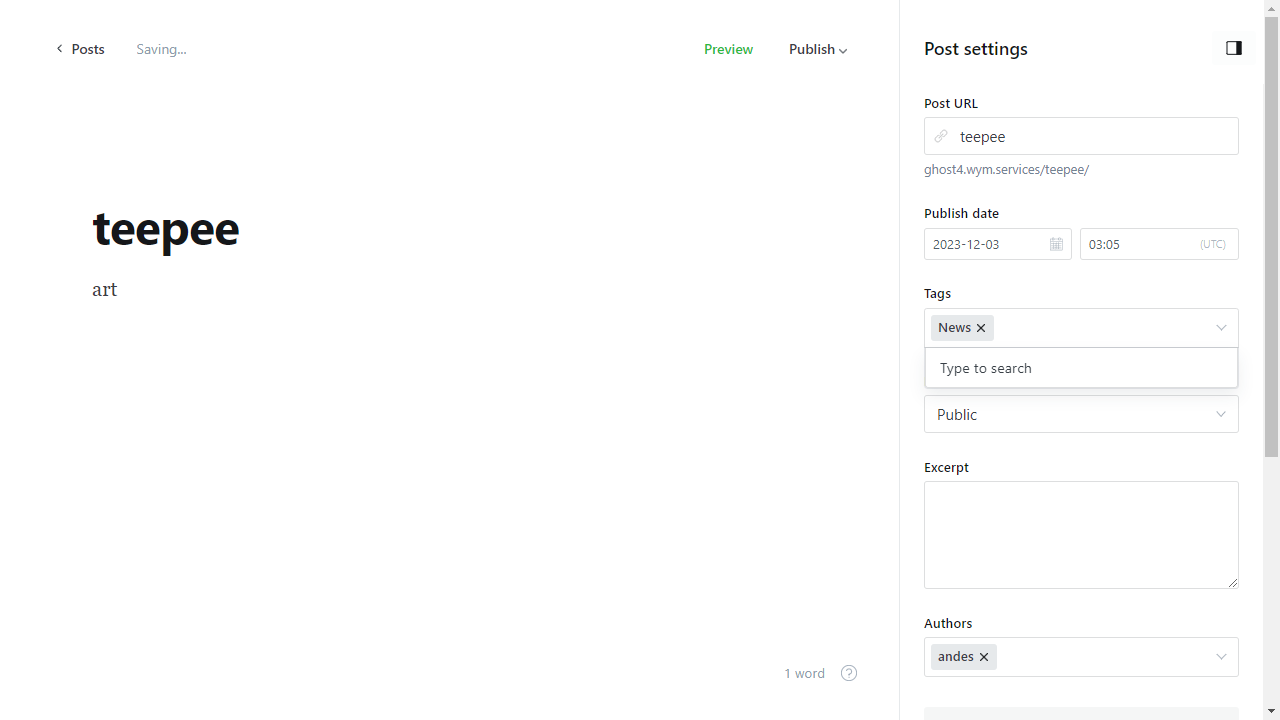 Posts
Saving...
Preview
Publish
Post settings
Post URL
teepee
ghost4.wym.services/teepee/
teepee
art
Publish date
2023-12-03
03:05
(UTC)
Tags
News
Type to search
Public
Excerpt
Authors
andes
1 word